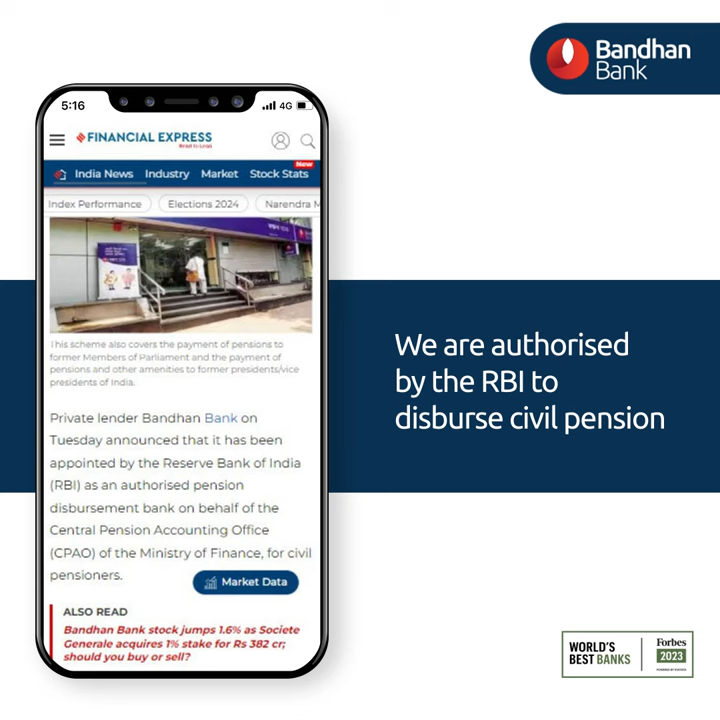 Bandhan
Bank
5:16
4G
FINANCIAL EXPRESS
Read to Lead
New
India News Industry Market Stock Stats
Index Performance Elections 2024 Narendra M
This scheme also covers the payment of pensions to
former Members of Parliament and the payment of
pensions and other amenities to former presidents/vice
presidents of India.
Private lender Bandhan Bank on
Tuesday announced that it has been
appointed by the Reserve Bank of India
(RBI) as an authorised pension
disbursement bank on behalf of the
Central Pension Accounting Office
(CPAO) of the Ministry of Finance, for civil
pensioners.
Market Data
ALSO READ
Bandhan Bank stock jumps 1.6% as Societe
Generale acquires 1% stake for Rs 382 cr;
should you buy or sell?
We are authorised
by the RBI to
disburse civil pension
WORLD'S
BEST BANKS
Forbes
2023